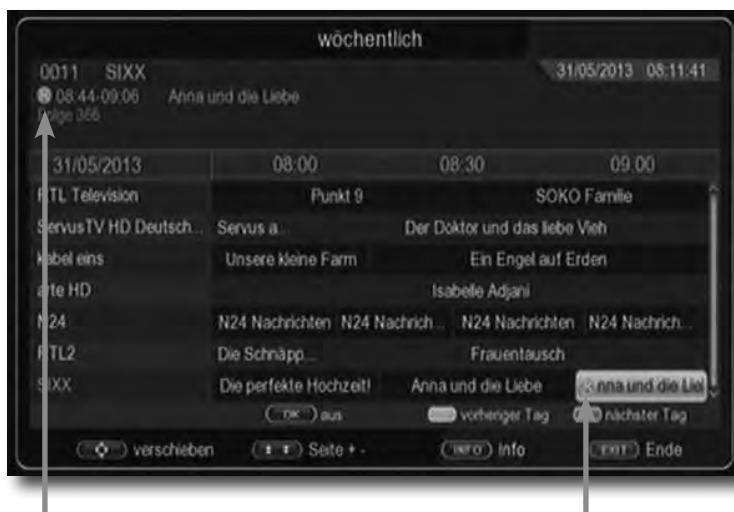 wöchentlich
0011 SIXX 31/05/2013 08:11:41
R 08:44-09:06 Anna und die Liebe
Folge 366
31/05/2013 08:00 08:30 09.00
RTL Television Punkt 9 SOKO Familie
ServusTV HD Deutsch... Servus a... Der Doktor und das liebe Vieh
kabel eins Unsere kleine Farm Ein Engel auf Erden
arte HD Isabelle Adjani
N24 N24 Nachrichten N24 Nachrich... N24 Nachrichten N24 Nachrich...
RTL2 Die Schnäpp... Frauentausch
SIXX Die perfekte Hochzeit! Anna und die Liebe Anna und die Lie
OK aus vorheriger Tag nächster Tag
verschieben Seite + - INFO Info EXIT Ende